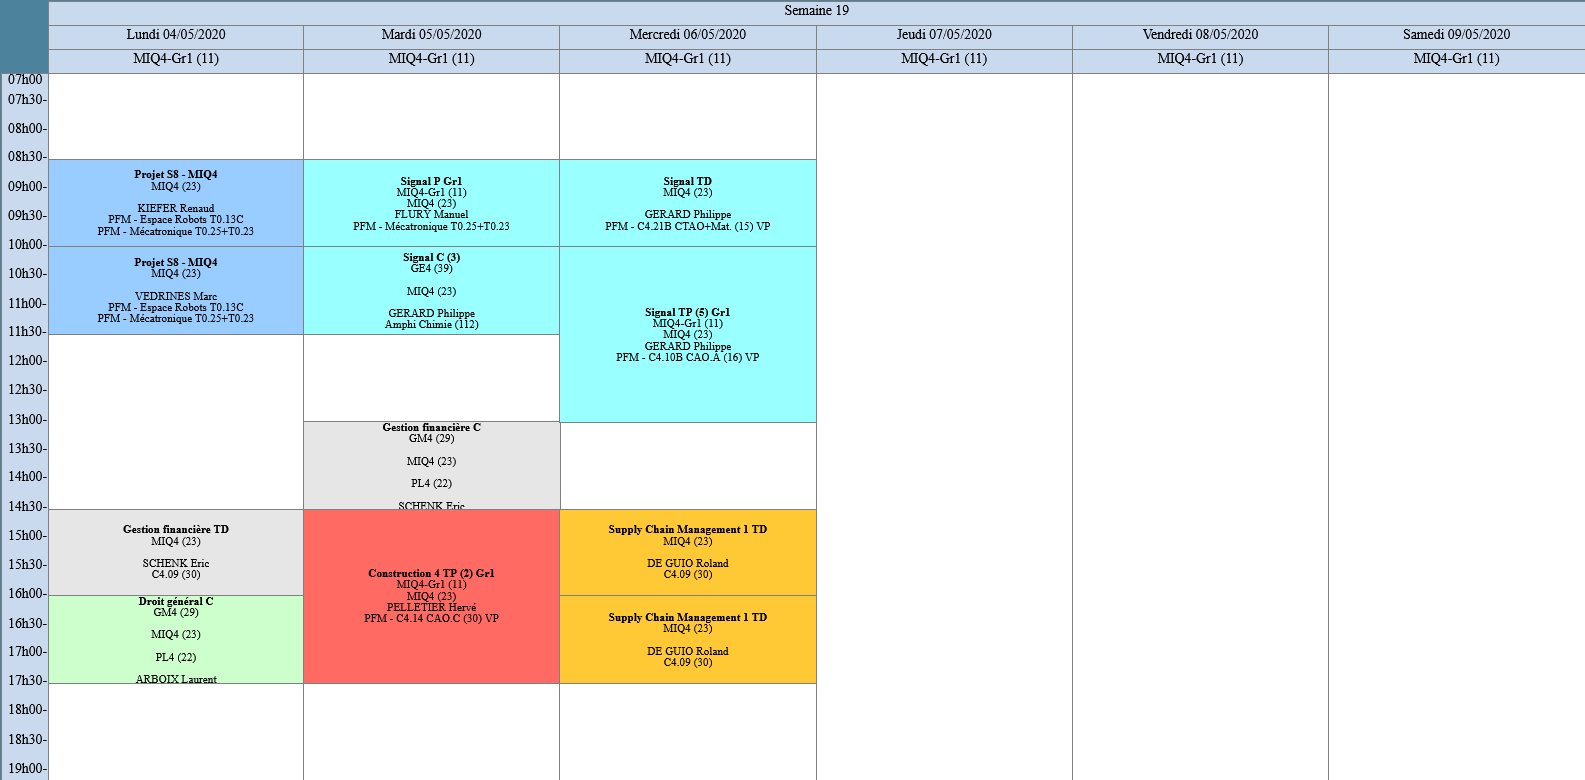 Semaine 19
Lundi 04/05/2020
Mardi 05/05/2020
Mercredi 06/05/2020
Jeudi 07/05/2020
Vendredi 08/05/2020
Samedi 09/05/2020
MIQ4-Gr1 (11)
MIQ4-Gr1 (11)
MIQ4-Gr1 (11)
MIQ4-Gr1 (11)
MIQ4-Gr1 (11)
MIQ4-Gr1 (11)
07h00
07h30-
08h00-
08h30-
09h00-
09h30-
10h00-
10h30-
11h00-
11h30-
12h00-
12h30-
13h00-
13h30-
14h00-
14h30-
15h00-
15h30-
16h00-
16h30-
17h00-
17h30-
18h00-
18h30-
19h00-
Projet S8 - MIQ4
MIQ4 (23)
KIEFER Renaud
PFM - Espace Robots T0.13C
PFM - Mécatronique T0.25+T0.23
Projet S8 - MIQ4
MIQ4 (23)
VEDRINES Marc
PFM - Espace Robots T0.13C
PFM - Mécatronique T0.25+T0.23
Gestion financière TD
MIQ4 (23)
SCHENK Eric
C4.09 (30)
Droit général C
GM4 (29)
MIQ4 (23)
PL4 (22)
ARBOIX Laurent
Signal P Gr1
MIQ4-Gr1 (11)
MIQ4 (23)
FLURY Manuel
PFM - Mécatronique T0.25+T0.23
Signal C (3)
GE4 (39)
MIQ4 (23)
GERARD Philippe
Amphi Chimie (112)
Gestion financière C
GM4 (29)
MIQ4 (23)
PL4 (22)
SCHENK Eric
Construction 4 TP (2) Gr1
MIQ4-Gr1 (11)
MIQ4 (23)
PELLETIER Hervé
PFM - C4.14 CAO.C (30) VP
Signal TD
MIQ4 (23)
GERARD Philippe
PFM - C4.21B CTAO+Mat. (15) VP
Signal TP (5) Gr1
MIQ4-Gr1 (11)
MIQ4 (23)
GERARD Philippe
PFM - C4.10B CAO.A (16) VP
Supply Chain Management 1 TD
MIQ4 (23)
DE GUIO Roland
C4.09 (30)
Supply Chain Management 1 TD
MIQ4 (23)
DE GUIO Roland
C4.09 (30)